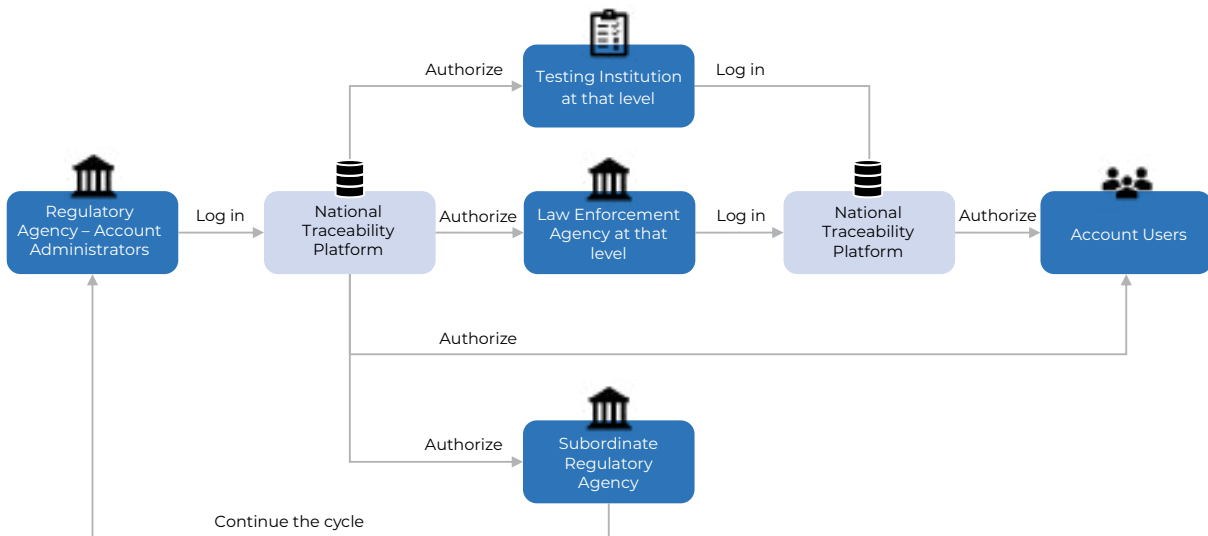 Authorize
Testing Institution
at that level
Log in
Regulatory
Agency – Account
Administrators
Log in
National
Traceability
Platform
Authorize
Law Enforcement
Agency at that
level
Log in
National
Traceability
Platform
Authorize
Account Users
Authorize
Authorize
Subordinate
Regulatory
Agency
Continue the cycle